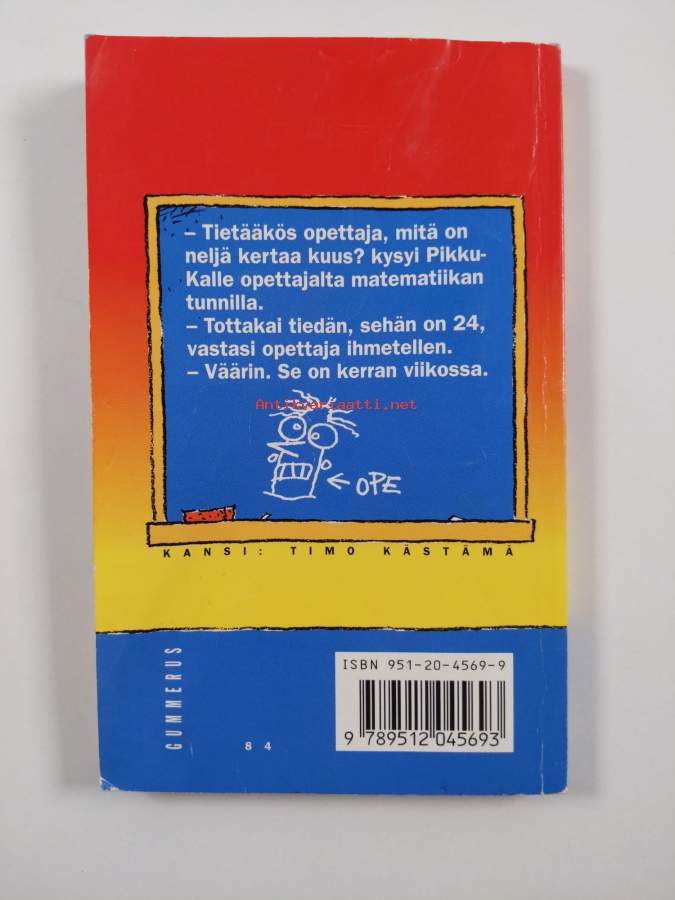 – Tietääkös opettaja, mitä on
neljä kertaa kuus? kysyi Pikku-
Kalle opettajalta matematiikan
tunnilla.
– Tottakai tiedän, sehän on 24,
vastasi opettaja ihmetellen.
– Väärin. Se on kerran viikossa.
Antikvariaatti.net
← OPE
KANSI: TIMO KÄSTÄMÄ
GUMMERUS
84
ISBN 951-20-4569-9
9 789512 045693